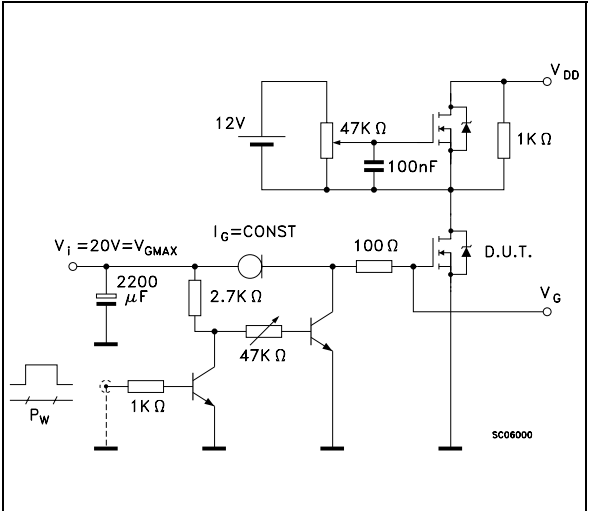 V DD
12V
47K Ω
1K Ω
100nF
I G =CONST
V i =20V=V GMAX
100 Ω
D.U.T.
2200
μF
2.7K Ω
V G
47K Ω
1K Ω
P W
SC06000